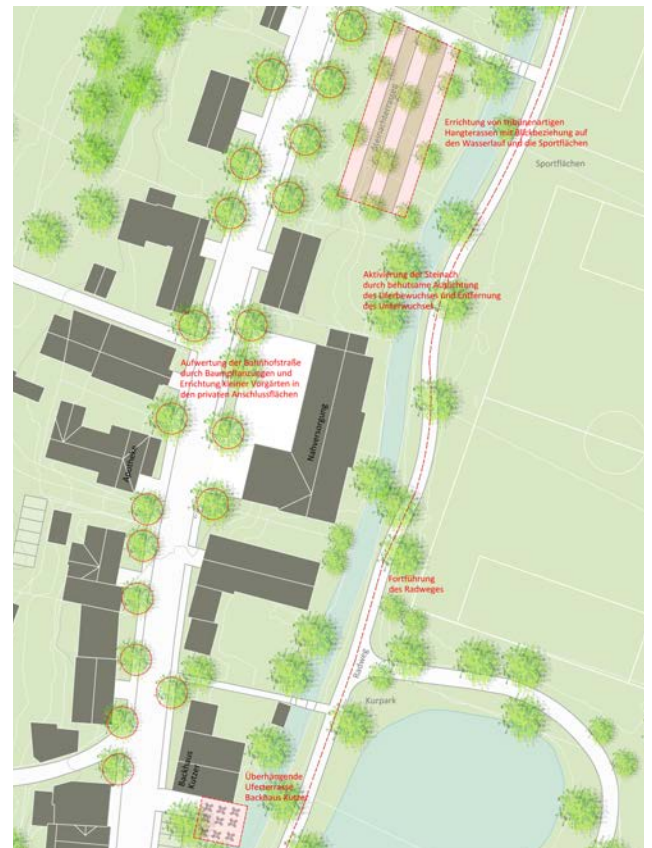 Errichtung von tribünenartigen
Hangterassen mit Blickbeziehung auf
den Wasserlauf und die Sportflächen
Sportflächen
Aktivierung der Steinach
durch behutsame Auslichtung
des Uferbewuchses und Entfernung
des Unterwuchses
Aufwertung der Bahnhofstraße
durch Baumpflanzungen und
Errichtung kleiner Vorgärten in
den privaten Anschlussflächen
Nahversorgung
Apotheke
Fortführung
des Radweges
Radweg
Kurpark
Backhaus
Kutzer
Überhängende
Uferterrasse
Backhaus Kutzer